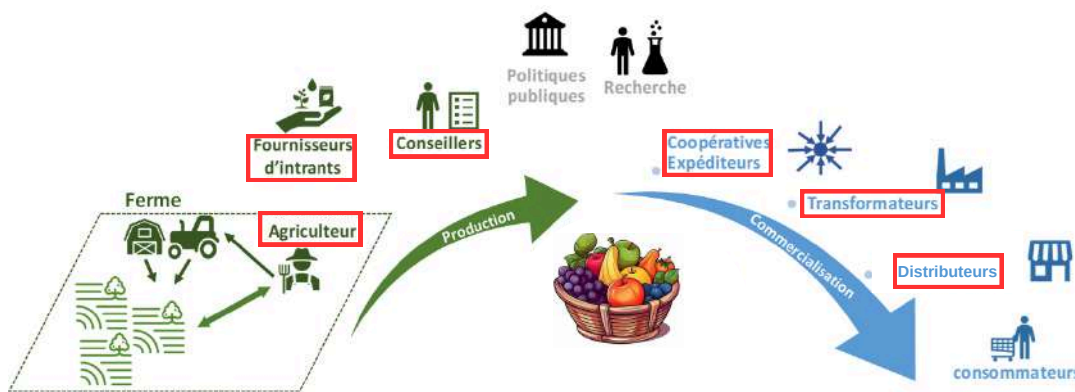 Politiques
publiques
Recherche
Fournisseurs
d'intrants
Conseillers
Coopératives
Expéditeurs
Ferme
Transformateurs
Agriculteur
Production
Commercialisation
Distributeurs
consommateurs